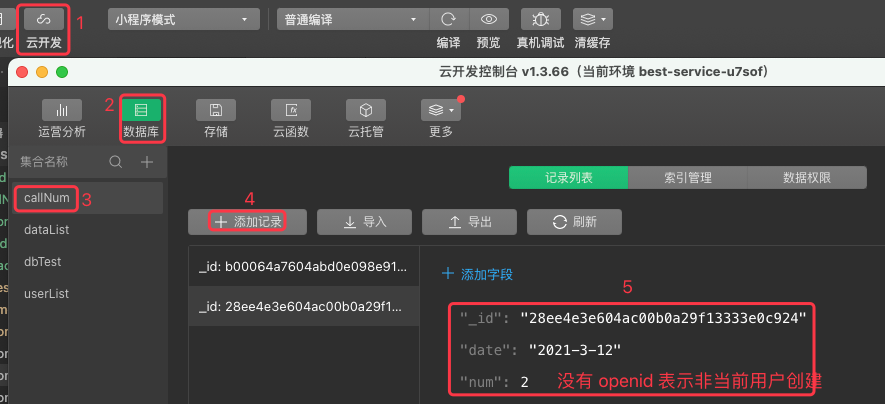 视化
云开发
1
小程序模式
普通编译
编译
预览
真机调试
清缓存
云开发控制台 v1.3.66（当前环境 best-service-u7sof）
2
运营分析
数据库
存储
云函数
云托管
更多
集合名称
callNum
3
dataList
dbTest
userList
记录列表
索引管理
数据权限
4
添加记录
导入
导出
刷新
_id: b00064a7604abd0e098e91...
_id: 28ee4e3e604ac00b0a29f1...
添加字段
5
"_id": "28ee4e3e604ac00b0a29f13333e0c924"
"date": "2021-3-12"
"num": 2
没有 openid 表示非当前用户创建